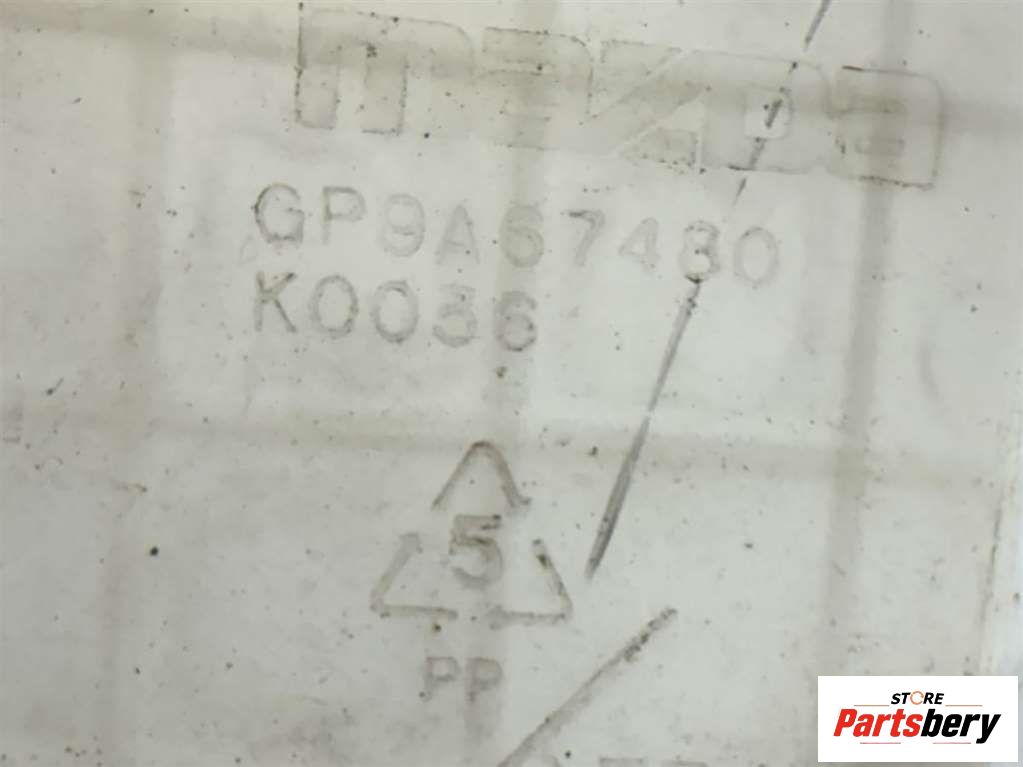 mazda
GP9A67480
K0036
5
PP
STORE
Partsbery